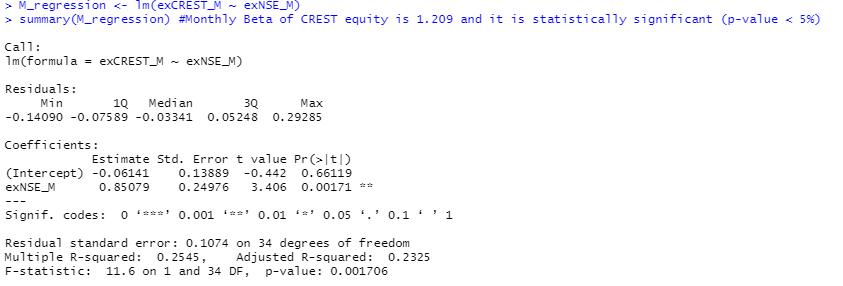 > M_regression <- lm(exCREST_M ~ exNSE_M)
> summary(M_regression) #Monthly Beta of CREST equity is 1.209 and it is statistically significant (p-value < 5%)

Call:
lm(formula = exCREST_M ~ exNSE_M)

Residuals:
     Min       1Q   Median       3Q      Max
-0.14090 -0.07589 -0.03341  0.05248  0.29285

Coefficients:
            Estimate Std. Error t value Pr(>|t|)
(Intercept) -0.06141    0.13889  -0.442  0.66119
exNSE_M      0.85079    0.24976   3.406  0.00171 **
---
Signif. codes:  0 ‘***’ 0.001 ‘**’ 0.01 ‘*’ 0.05 ‘.’ 0.1 ‘ ’ 1

Residual standard error: 0.1074 on 34 degrees of freedom
Multiple R-squared:  0.2545,    Adjusted R-squared:  0.2325
F-statistic:  11.6 on 1 and 34 DF,  p-value: 0.001706